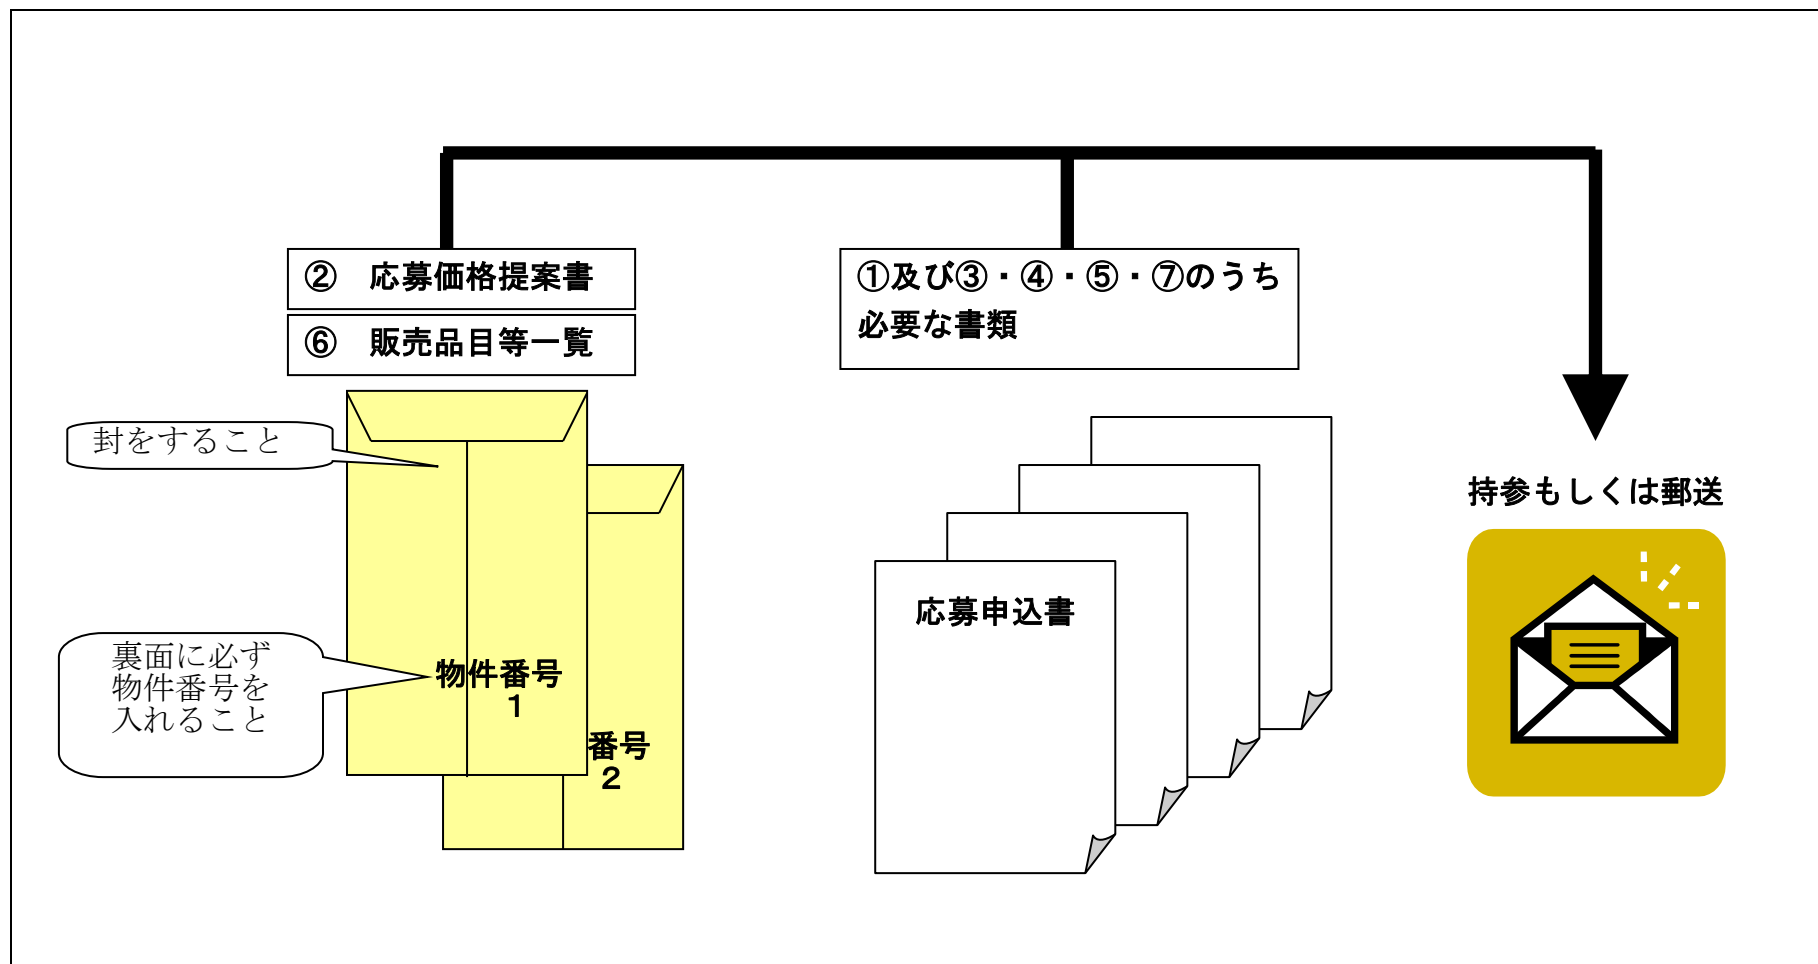 ② 応募価格提案書
⑥ 販売品目等一覧
①及び③・④・⑤・⑦のうち
必要な書類
封をすること
持参もしくは郵送
応募申込書
裏面に必ず
物件番号を
入れること
物件番号
1
番号
2